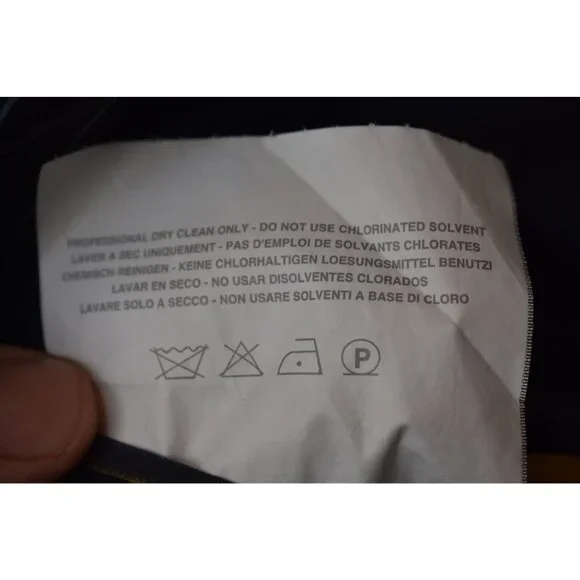 PROFESSIONAL DRY CLEAN ONLY - DO NOT USE CHLORINATED SOLVENT
LAVER A SEC UNIQUEMENT - PAS D'EMPLOI DE SOLVANTS CHLORATES
CHEMISCH REINIGEN - KEINE CHLORHALTIGEN LOESUNGSMITTEL BENUTZI
LAVAR EN SECO - NO USAR DISOLVENTES CLORADOS
LAVARE SOLO A SECCO - NON USARE SOLVENTI A BASE DI CLORO
P